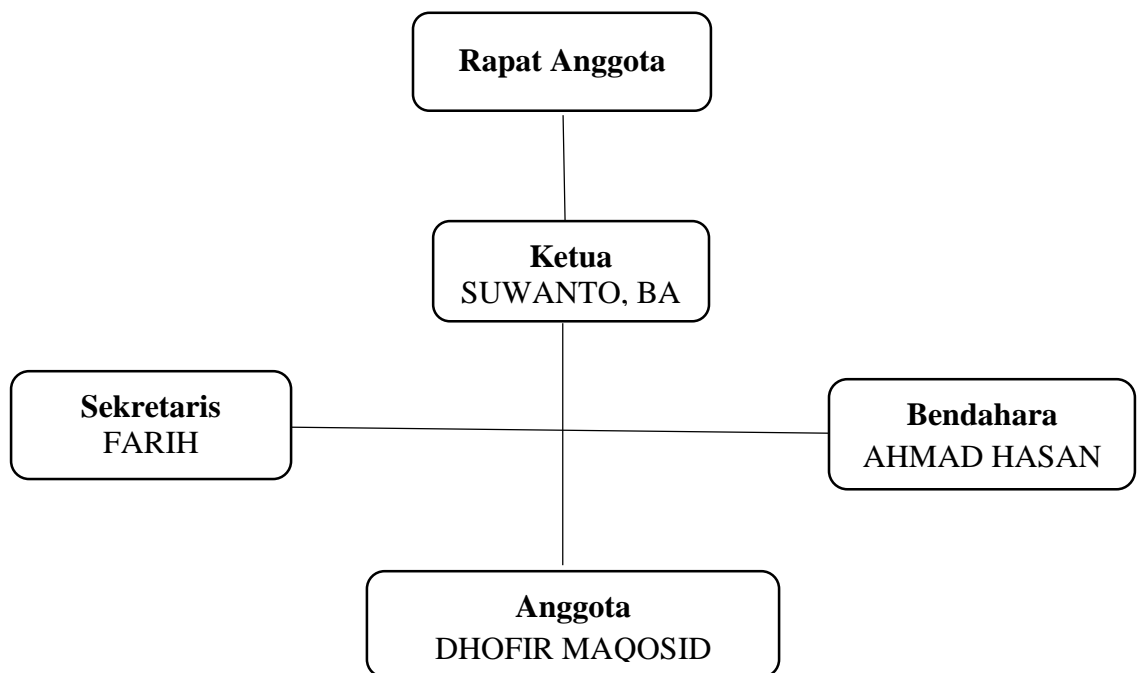 Rapat Anggota
Ketua
SUWANTO, BA
Sekretaris
FARIH
Bendahara
AHMAD HASAN
Anggota
DHOFIR MAQOSID